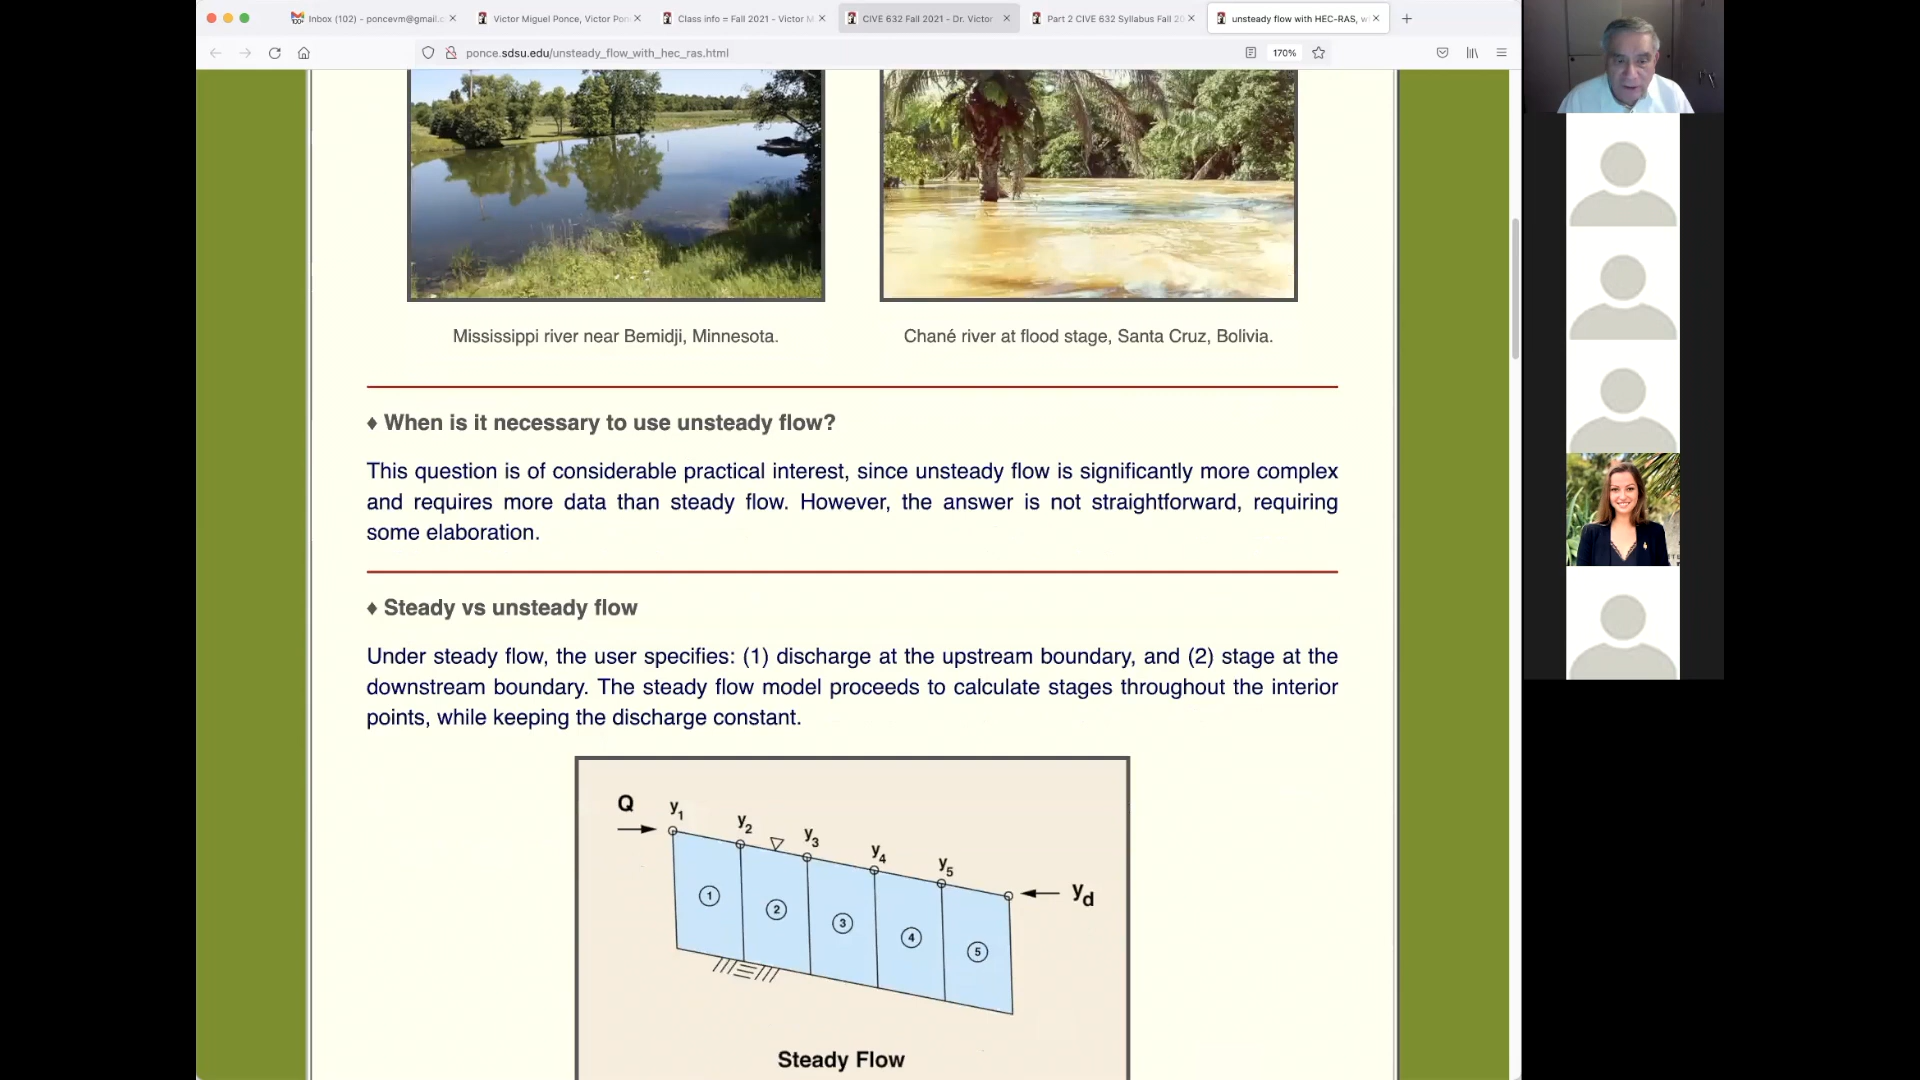 Inbox (102) - poncevm@gmail.c
Victor Miguel Ponce, Victor Pon
Class info = Fall 2021 - Victor M
CIVE 632 Fall 2021 - Dr. Victor
Part 2 CIVE 632 Syllabus Fall 20
unsteady flow with HEC-RAS, w
ponce.sdsu.edu/unsteady_flow_with_hec_ras.html
170%
Mississippi river near Bemidji, Minnesota.
Chané river at flood stage, Santa Cruz, Bolivia.
♦ When is it necessary to use unsteady flow?
This question is of considerable practical interest, since unsteady flow is significantly more complex
and requires more data than steady flow. However, the answer is not straightforward, requiring
some elaboration.
♦ Steady vs unsteady flow
Under steady flow, the user specifies: (1) discharge at the upstream boundary, and (2) stage at the
downstream boundary. The steady flow model proceeds to calculate stages throughout the interior
points, while keeping the discharge constant.
Q
y1
y2
y3
y4
y5
yd
1
2
3
4
5
Steady Flow